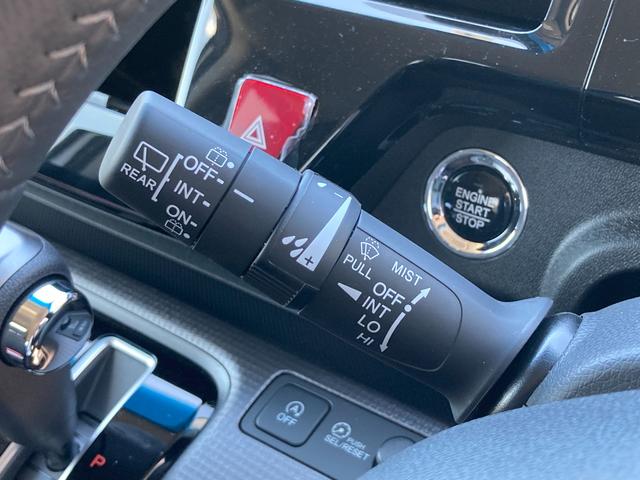 REAR
OFF
INT
ON
- 
+
PULL
MIST
OFF
INT
LO
HI
ENGINE
START
STOP
A
OFF
PUSH
SEL/RESET
P